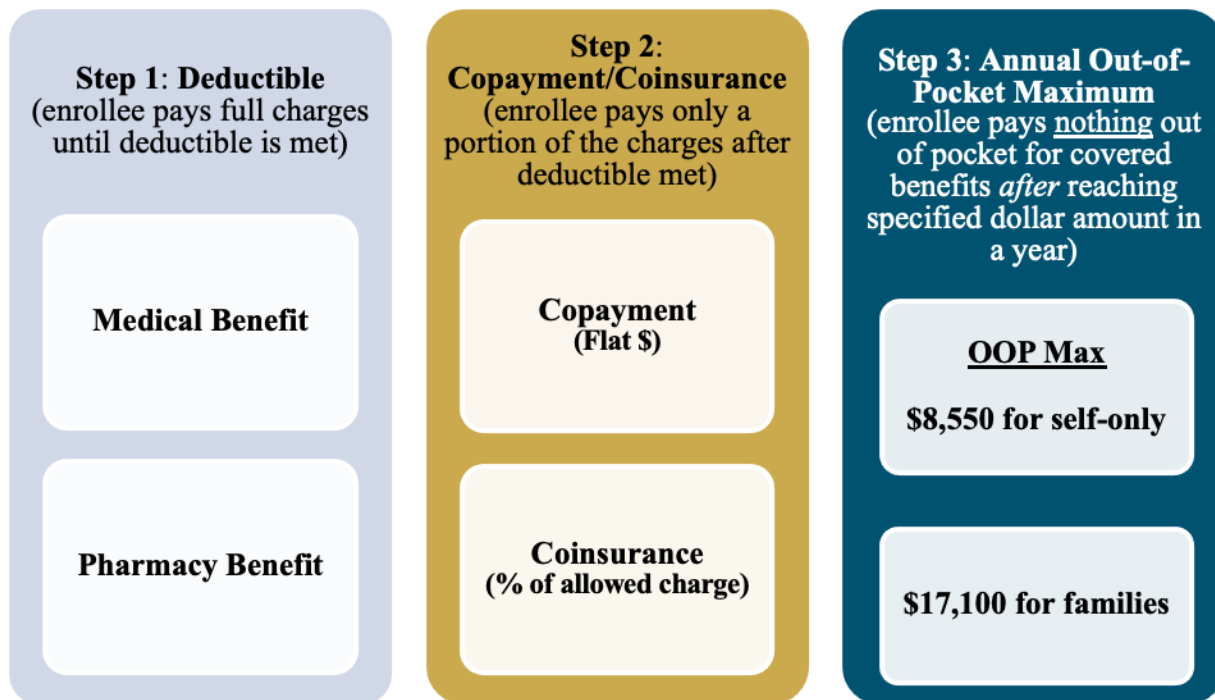 Step 1: Deductible
(enrollee pays full charges
until deductible is met)
Medical Benefit
Pharmacy Benefit
Step 2:
Copayment/Coinsurance
(enrollee pays only a
portion of the charges after
deductible met)
Copayment
(Flat $)
Coinsurance
(% of allowed charge)
Step 3: Annual Out-of-
Pocket Maximum
(enrollee pays nothing out
of pocket for covered
benefits after reaching
specified dollar amount in
a year)
OOP Max
$8,550 for self-only
$17,100 for families